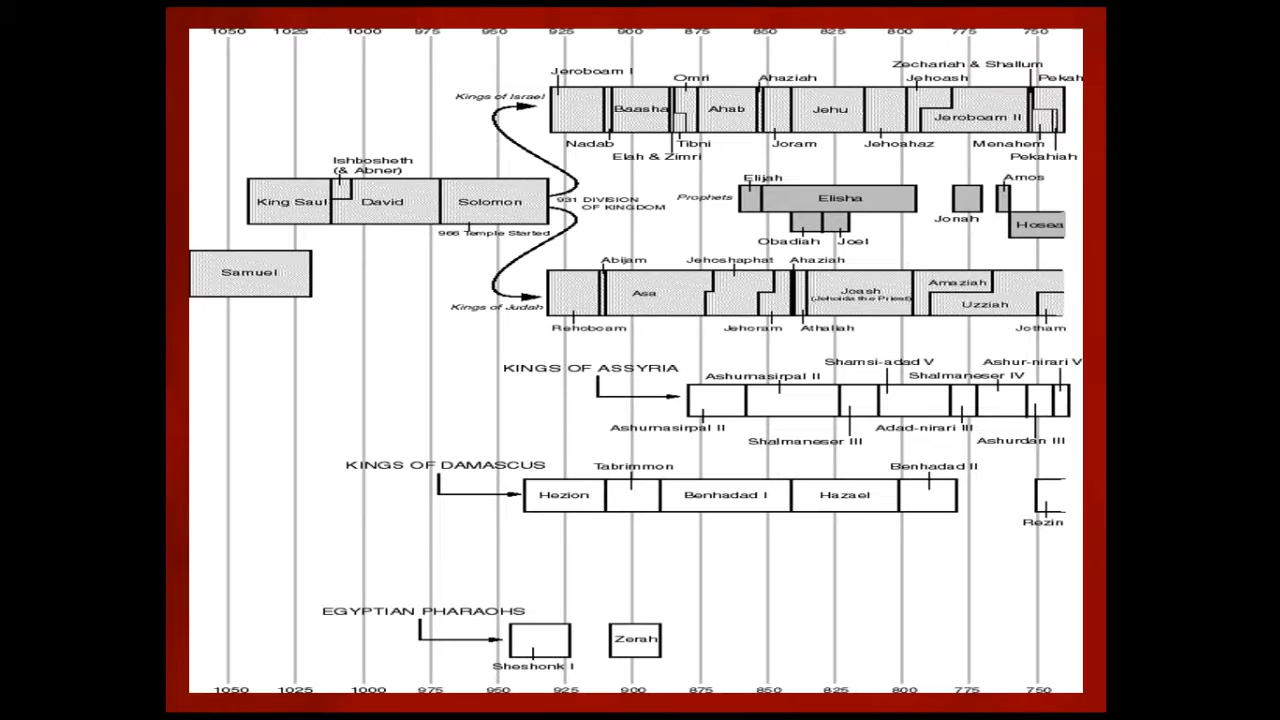 1050 1025 1000 975 950 925 900 875 850 825 800 775 750
Zechariah & Shallum
Jeroboam I Omri Ahaziah Jehoash Pekah
Kings of Israel
Baasha Ahab Jehu Jeroboam II
Nadab Tibni Joram Jehoahaz Menahem
Elah & Zimri Pekahiah
Ishbosheth
(& Abner)
King Saul David Solomon
931 DIVISION
OF KINGDOM
966 Temple Started
Elijah Amos
Prophets Elisha
Jonah
Hosea
Obadiah Joel
Samuel
Abijam Jehoshaphat Ahaziah
Asa Joash Amaziah
(Jehoida the Priest)
Uzziah
Kings of Judah
Rehoboam Jehoram Athaliah Jotham
Shamsi-adad V Ashur-nirari V
KINGS OF ASSYRIA Ashurnasirpal II Shalmaneser IV
Ashurnasirpal II Adad-nirari III
Shalmaneser III Ashurdan III
KINGS OF DAMASCUS Tabrimmon Benhadad II
Hezion Benhadad I Hazael
Rezin
EGYPTIAN PHARAOHS
Zerah
Sheshonk I
1050 1025 1000 975 950 925 900 875 850 825 800 775 750